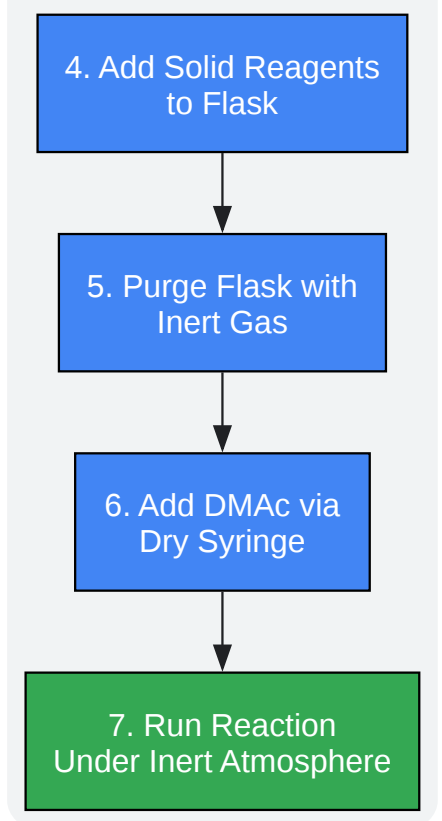 4. Add Solid Reagents
to Flask
5. Purge Flask with
Inert Gas
6. Add DMAc via
Dry Syringe
7. Run Reaction
Under Inert Atmosphere